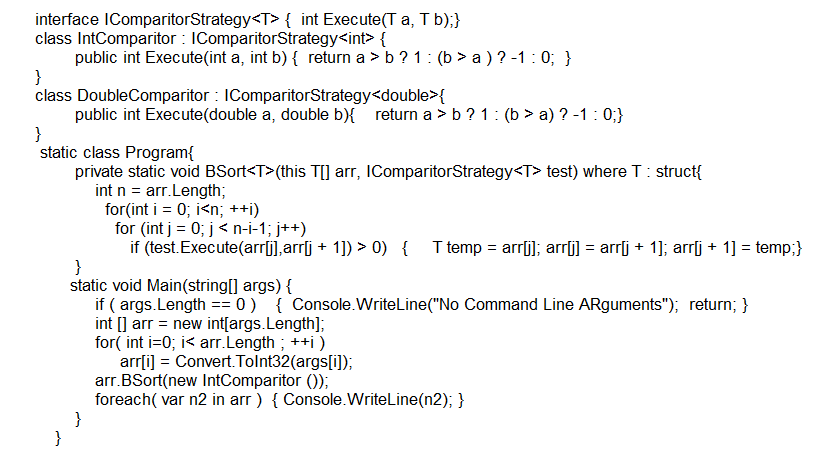 interface IComparitorStrategy<T> { int Execute(T a, T b);}
class IntComparitor : IComparitorStrategy<int> {
public int Execute(int a, int b) { return a > b ? 1 : (b > a ) ? -1 : 0; }
}
class DoubleComparitor : IComparitorStrategy<double>{
public int Execute(double a, double b){ return a > b ? 1 : (b > a) ? -1 : 0;}
}
static class Program{
private static void BSort<T>(this T[] arr, IComparitorStrategy<T> test) where T : struct{
int n = arr.Length;
for(int i = 0; i<n; ++i)
for (int j = 0; j < n-i-1; j++)
if (test.Execute(arr[j],arr[j + 1]) > 0) { T temp = arr[j]; arr[j] = arr[j + 1]; arr[j + 1] = temp;}
}
static void Main(string[] args) {
if ( args.Length == 0 ) { Console.WriteLine("No Command Line ARguments"); return; }
int [] arr = new int[args.Length];
for( int i=0; i< arr.Length ; ++i )
arr[i] = Convert.ToInt32(args[i]);
arr.BSort(new IntComparitor ());
foreach( var n2 in arr ) { Console.WriteLine(n2); }
}
}